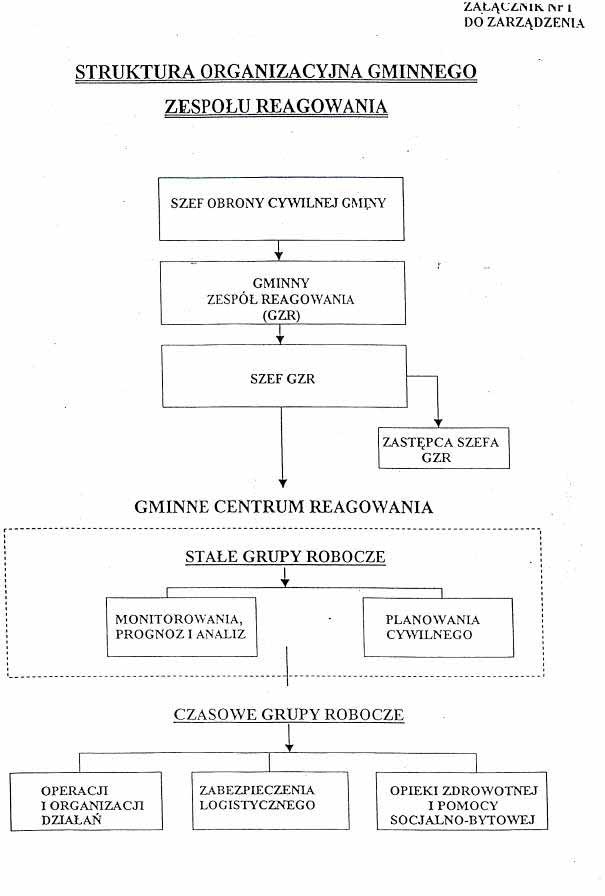 ZAŁĄCZNIK Nr 1
DO ZARZĄDZENIA
STRUKTURA ORGANIZACYJNA GMINNEGO
ZESPOŁU REAGOWANIA
SZEF OBRONY CYWILNEJ GMINY
GMINNY
ZESPÓŁ REAGOWANIA
(GZR)
SZEF GZR
ZASTĘPCA SZEFA
GZR
GMINNE CENTRUM REAGOWANIA
STAŁE GRUPY ROBOCZE
MONITOROWANIA,
PROGNOZ I ANALIZ
PLANOWANIA
CYWILNEGO
CZASOWE GRUPY ROBOCZE
OPERACJI
I ORGANIZACJI
DZIAŁAŃ
ZABEZPIECZENIA
LOGISTYCZNEGO
OPIEKI ZDROWOTNEJ
I POMOCY
SOCJALNO-BYTOWEJ